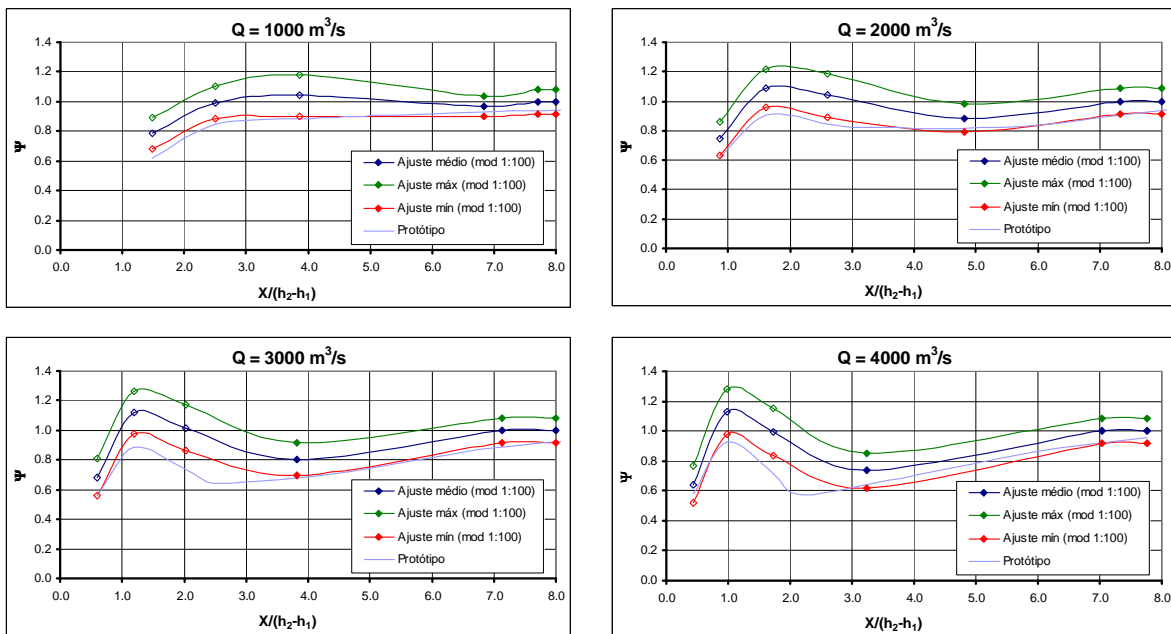 Q = 1000 m³/s
1.4
1.2
1.0
0.8
0.6
0.4
0.2
0.0
Ψ
Ajuste médio (mod 1:100)
Ajuste máx (mod 1:100)
Ajuste mín (mod 1:100)
Protótipo
0.0 1.0 2.0 3.0 4.0 5.0 6.0 7.0 8.0
X/(h₂-h₁)
Q = 2000 m³/s
1.4
1.2
1.0
0.8
0.6
0.4
0.2
0.0
Ψ
Ajuste médio (mod 1:100)
Ajuste máx (mod 1:100)
Ajuste mín (mod 1:100)
Protótipo
0.0 1.0 2.0 3.0 4.0 5.0 6.0 7.0 8.0
X/(h₂-h₁)
Q = 3000 m³/s
1.4
1.2
1.0
0.8
0.6
0.4
0.2
0.0
Ψ
Ajuste médio (mod 1:100)
Ajuste máx (mod 1:100)
Ajuste mín (mod 1:100)
Protótipo
0.0 1.0 2.0 3.0 4.0 5.0 6.0 7.0 8.0
X/(h₂-h₁)
Q = 4000 m³/s
1.4
1.2
1.0
0.8
0.6
0.4
0.2
0.0
Ψ
Ajuste médio (mod 1:100)
Ajuste máx (mod 1:100)
Ajuste mín (mod 1:100)
Protótipo
0.0 1.0 2.0 3.0 4.0 5.0 6.0 7.0 8.0
X/(h₂-h₁)